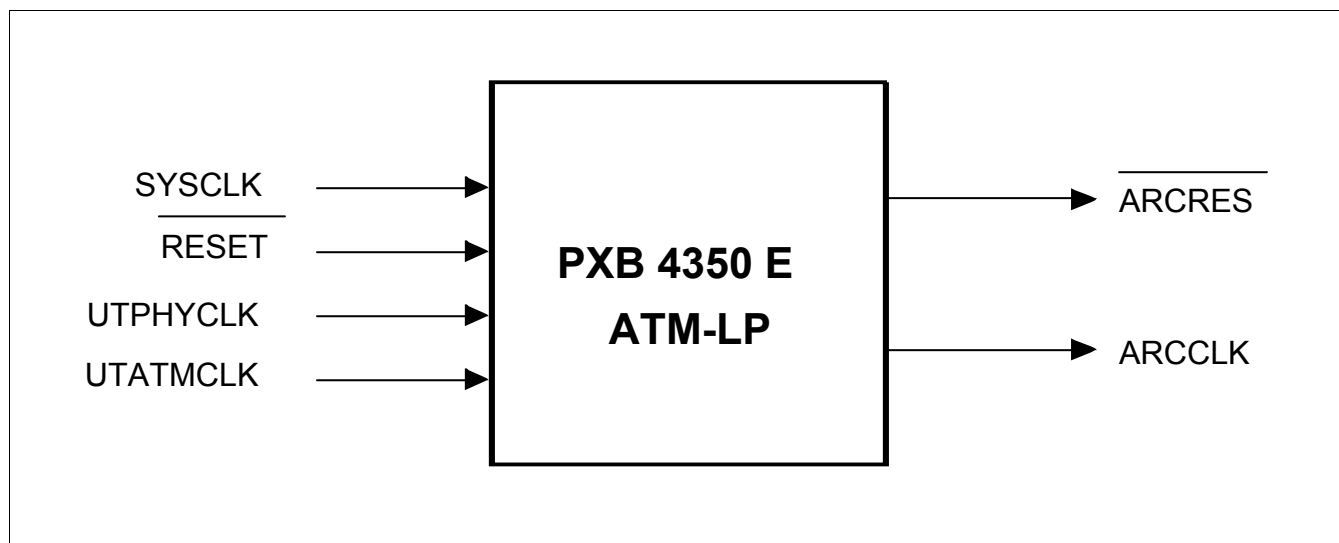 SYSCLK
RESET
UTPHYCLK
UTATMCLK
PXB 4350 E
ATM-LP
ARCRES
ARCCLK